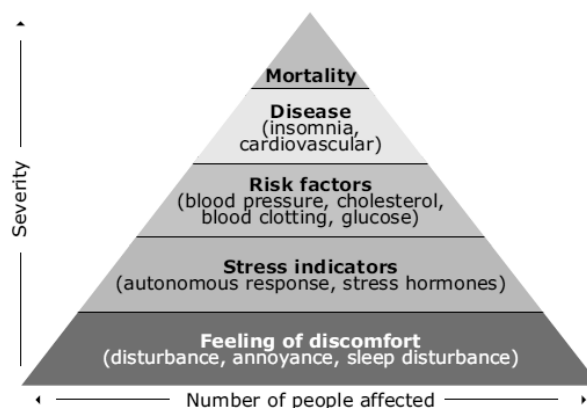 Mortality
Disease
(insomnia,
cardiovascular)
Risk factors
(blood pressure, cholesterol,
blood clotting, glucose)
Stress indicators
(autonomous response, stress hormones)
Feeling of discomfort
(disturbance, annoyance, sleep disturbance)
Severity
Number of people affected